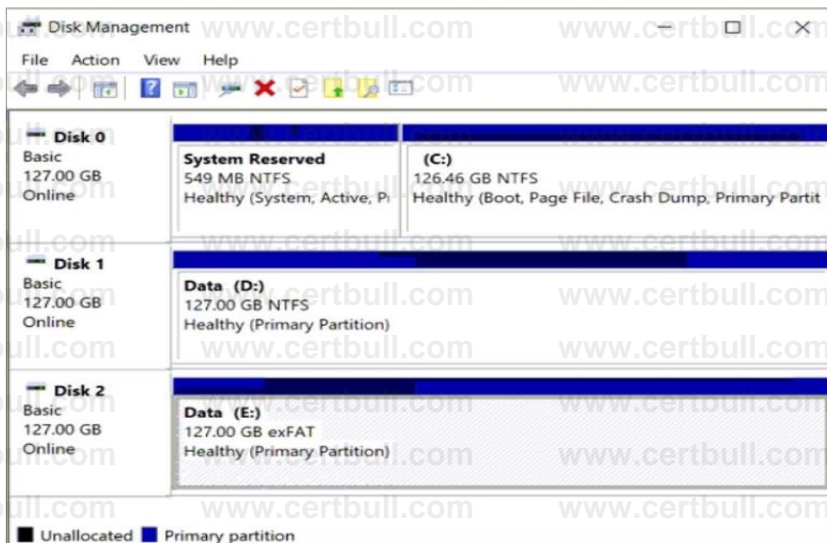 Disk Management
File Action View Help
Disk 0
Basic
127.00 GB
Online
System Reserved
549 MB NTFS
Healthy (System, Active, P
(C:)
126.46 GB NTFS
Healthy (Boot, Page File, Crash Dump, Primary Partit
Disk 1
Basic
127.00 GB
Online
Data (D:)
127.00 GB NTFS
Healthy (Primary Partition)
Disk 2
Basic
127.00 GB
Online
Data (E:)
127.00 GB exFAT
Healthy (Primary Partition)
Unallocated Primary partition
www.certbull.com